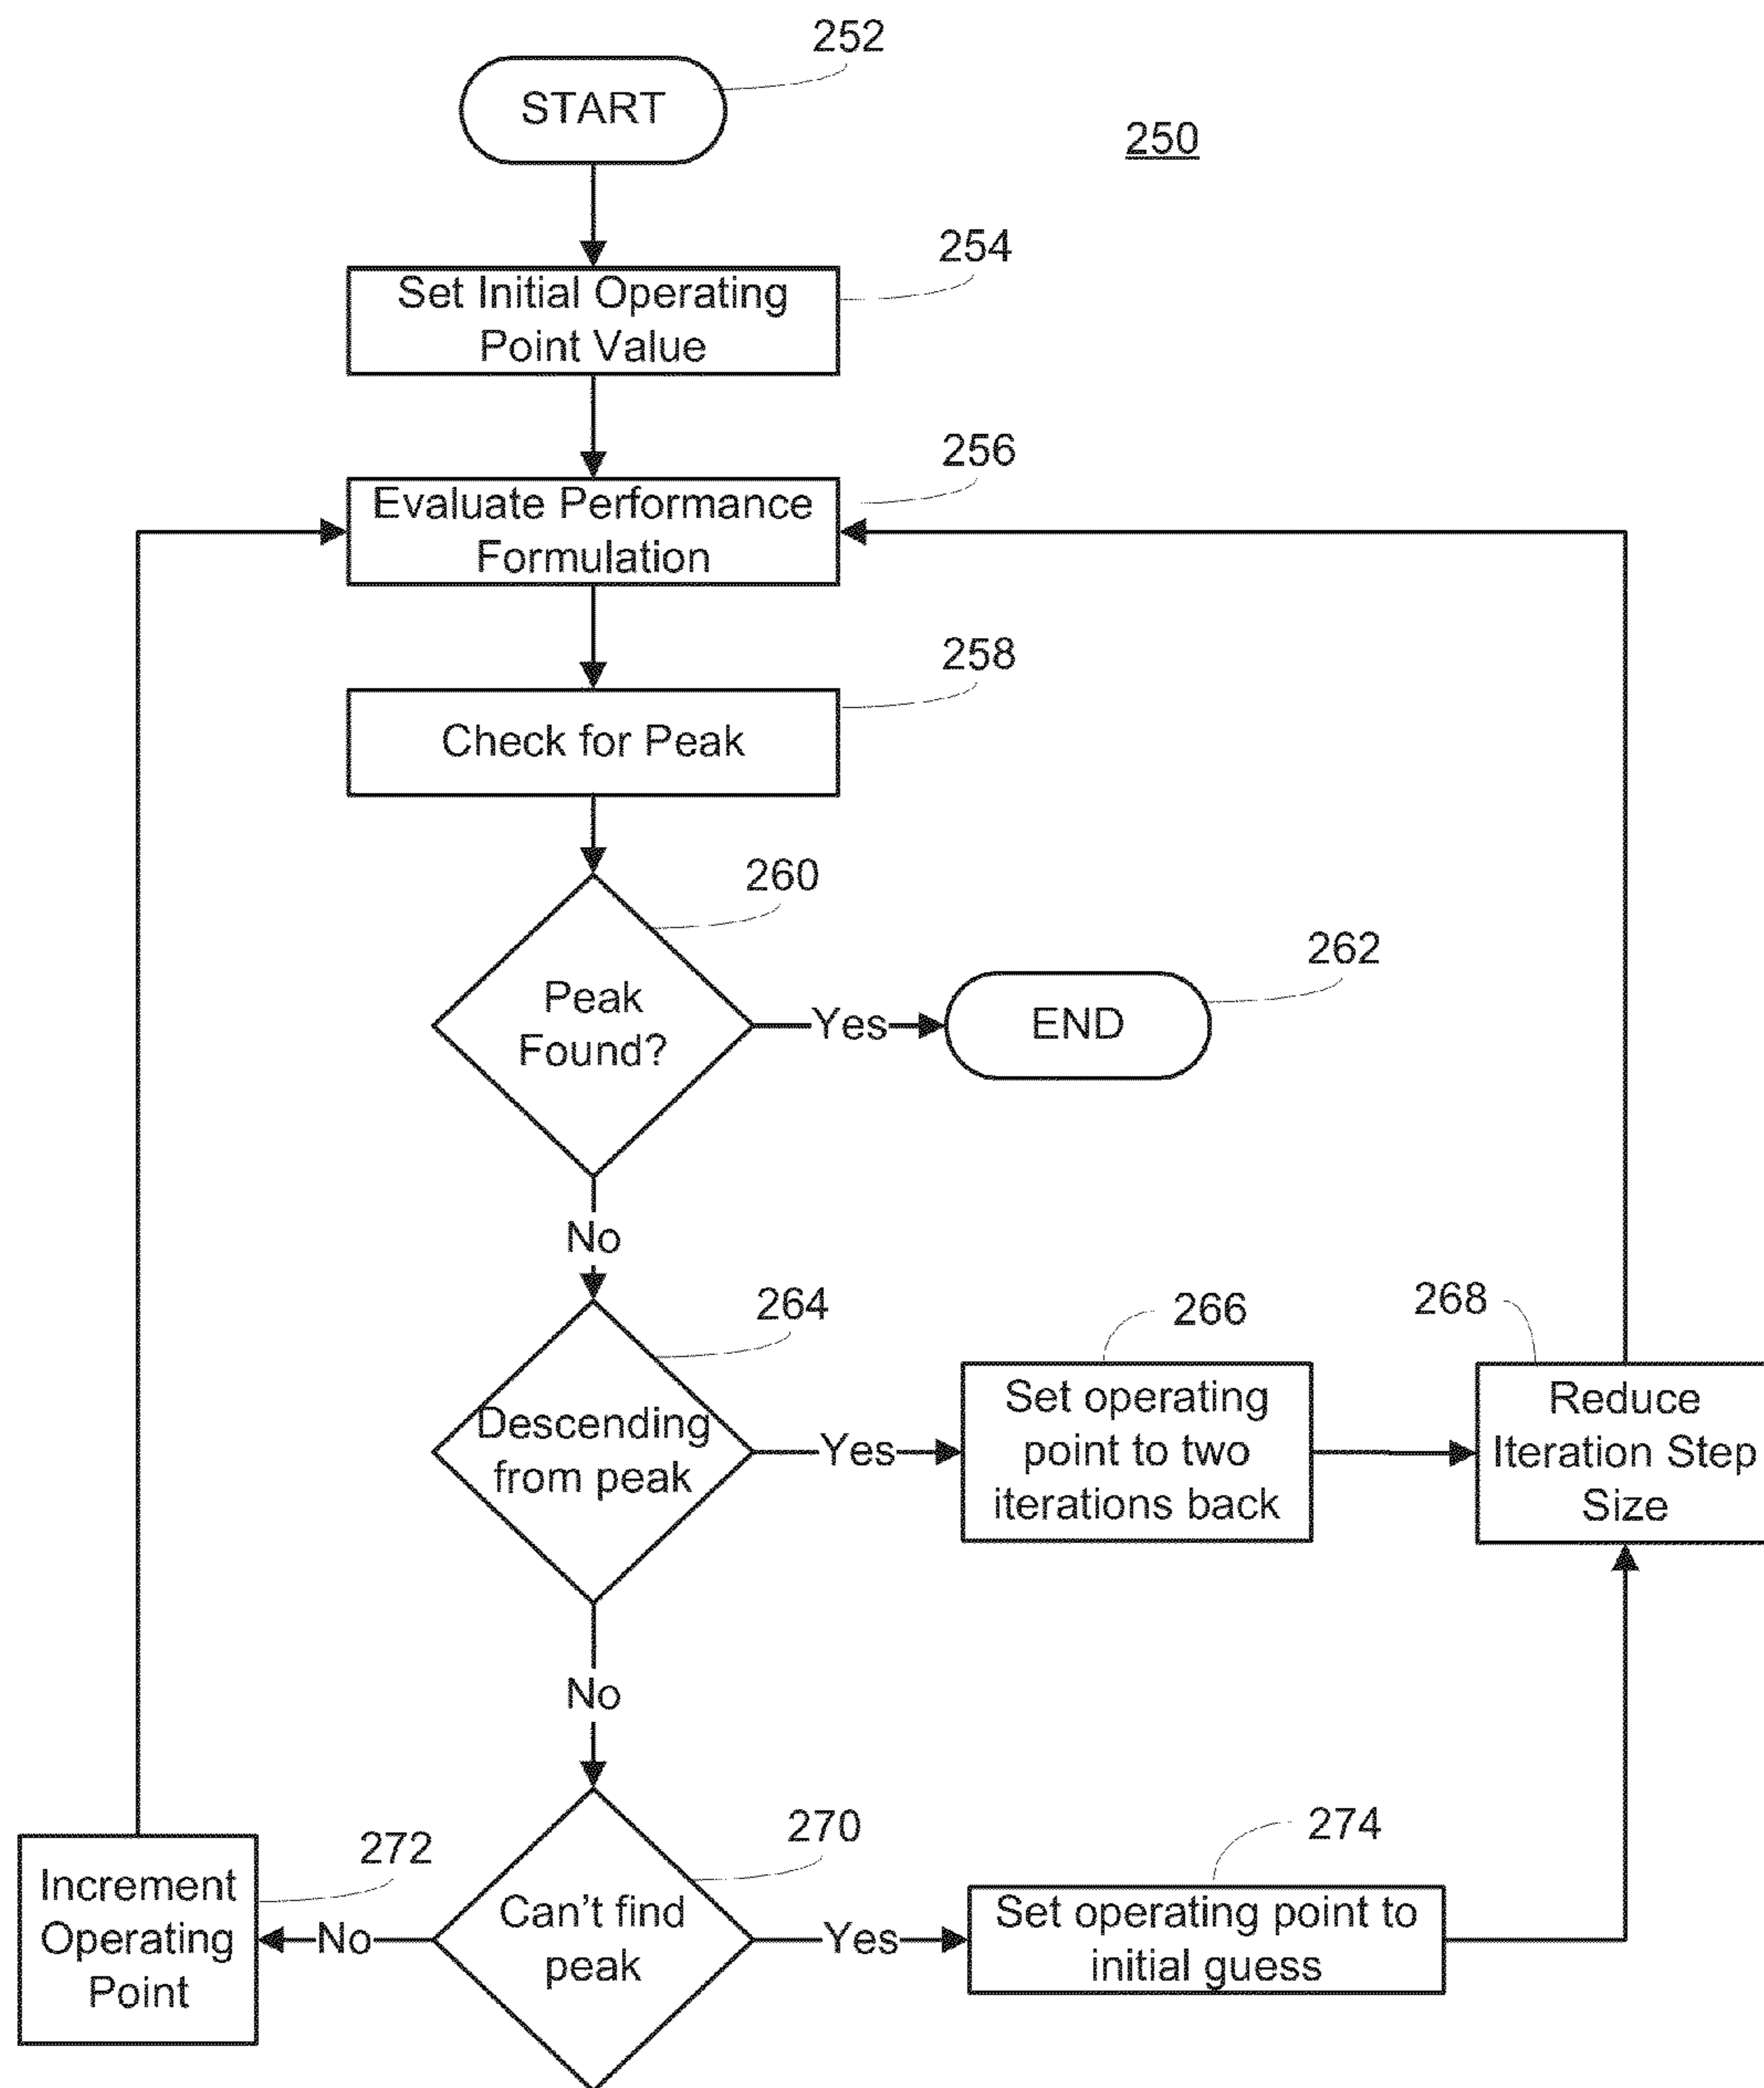 252
START
250
254
Set Initial Operating
Point Value
256
Evaluate Performance
Formulation
258
Check for Peak
260
Peak
Found?
Yes
262
END
No
264
Descending
from peak
Yes
266
Set operating
point to two
iterations back
268
Reduce
Iteration Step
Size
No
270
Can't find
peak
No
272
Increment
Operating
Point
Yes
274
Set operating point to
initial guess